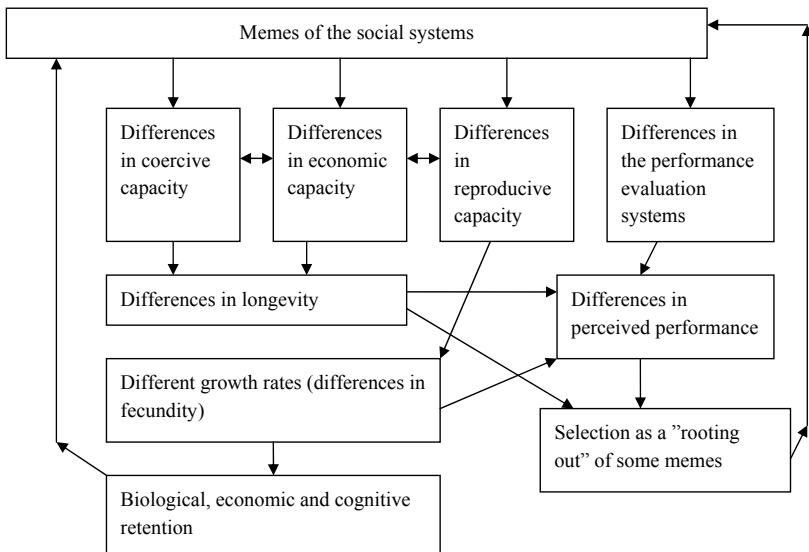 Memes of the social systems
Differences
in coercive
capacity
Differences
in economic
capacity
Differences
in
reproductive
capacity
Differences in
the performance
evaluation
systems
Differences in longevity
Differences in
perceived performance
Different growth rates (differences in
fecundity)
Selection as a ”rooting
out” of some memes
Biological, economic and cognitive
retention